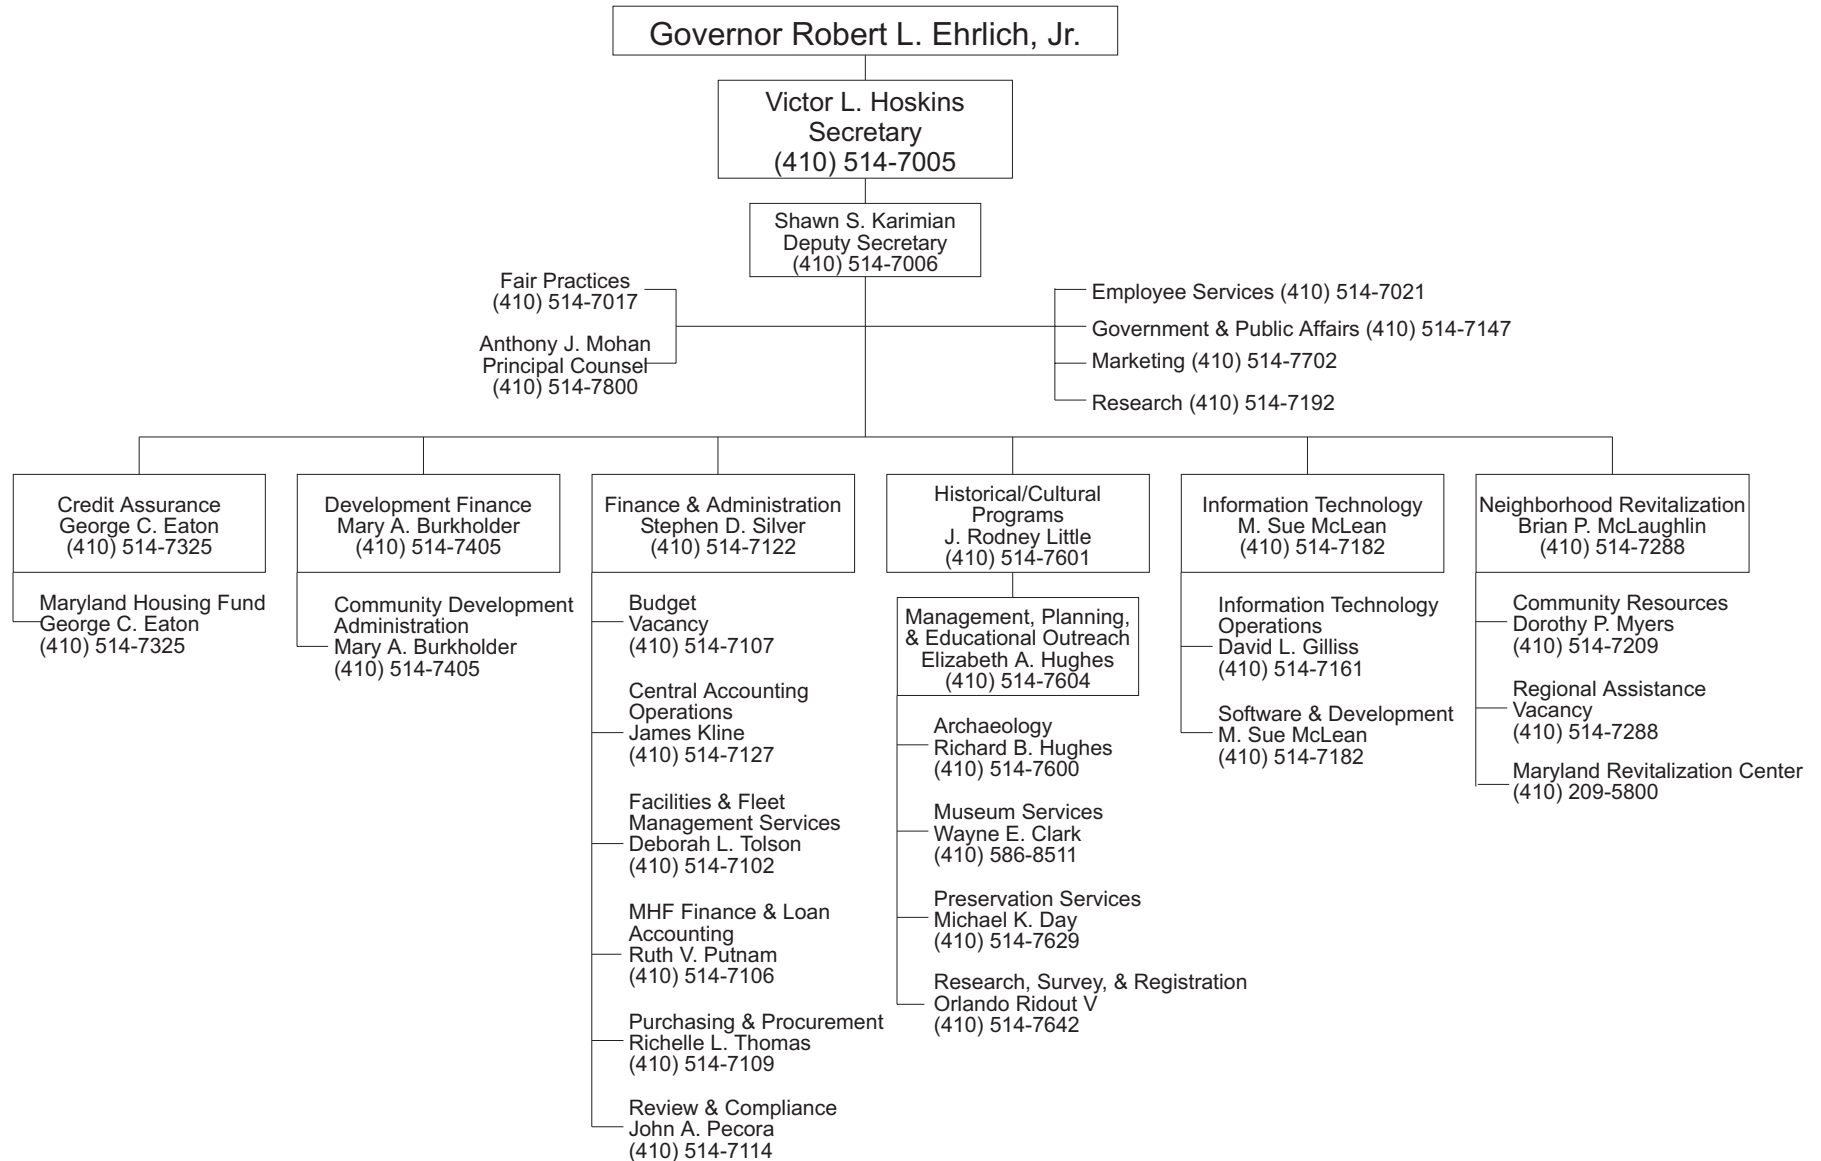 Governor Robert L. Ehrlich, Jr.
Victor L. Hoskins
Secretary
(410) 514-7005
Shawn S. Karimian
Deputy Secretary
(410) 514-7006
Fair Practices
(410) 514-7017
Anthony J. Mohan
Principal Counsel
(410) 514-7800
Employee Services (410) 514-7021
Government & Public Affairs (410) 514-7147
Marketing (410) 514-7702
Research (410) 514-7192
Credit Assurance
George C. Eaton
(410) 514-7325
Maryland Housing Fund
George C. Eaton
(410) 514-7325
Development Finance
Mary A. Burkholder
(410) 514-7405
Community Development
Administration
Mary A. Burkholder
(410) 514-7405
Finance & Administration
Stephen D. Silver
(410) 514-7122
Budget
Vacancy
(410) 514-7107
Central Accounting
Operations
James Kline
(410) 514-7127
Facilities & Fleet
Management Services
Deborah L. Tolson
(410) 514-7102
MHF Finance & Loan
Accounting
Ruth V. Putnam
(410) 514-7106
Purchasing & Procurement
Richelle L. Thomas
(410) 514-7109
Review & Compliance
John A. Pecora
(410) 514-7114
Historical/Cultural
Programs
J. Rodney Little
(410) 514-7601
Management, Planning,
& Educational Outreach
Elizabeth A. Hughes
(410) 514-7604
Archaeology
Richard B. Hughes
(410) 514-7600
Museum Services
Wayne E. Clark
(410) 586-8511
Preservation Services
Michael K. Day
(410) 514-7629
Research, Survey, & Registration
Orlando Ridout V
(410) 514-7642
Information Technology
M. Sue McLean
(410) 514-7182
Information Technology
Operations
David L. Gilliss
(410) 514-7161
Software & Development
M. Sue McLean
(410) 514-7182
Neighborhood Revitalization
Brian P. McLaughlin
(410) 514-7288
Community Resources
Dorothy P. Myers
(410) 514-7209
Regional Assistance
Vacancy
(410) 514-7288
Maryland Revitalization Center
(410) 209-5800